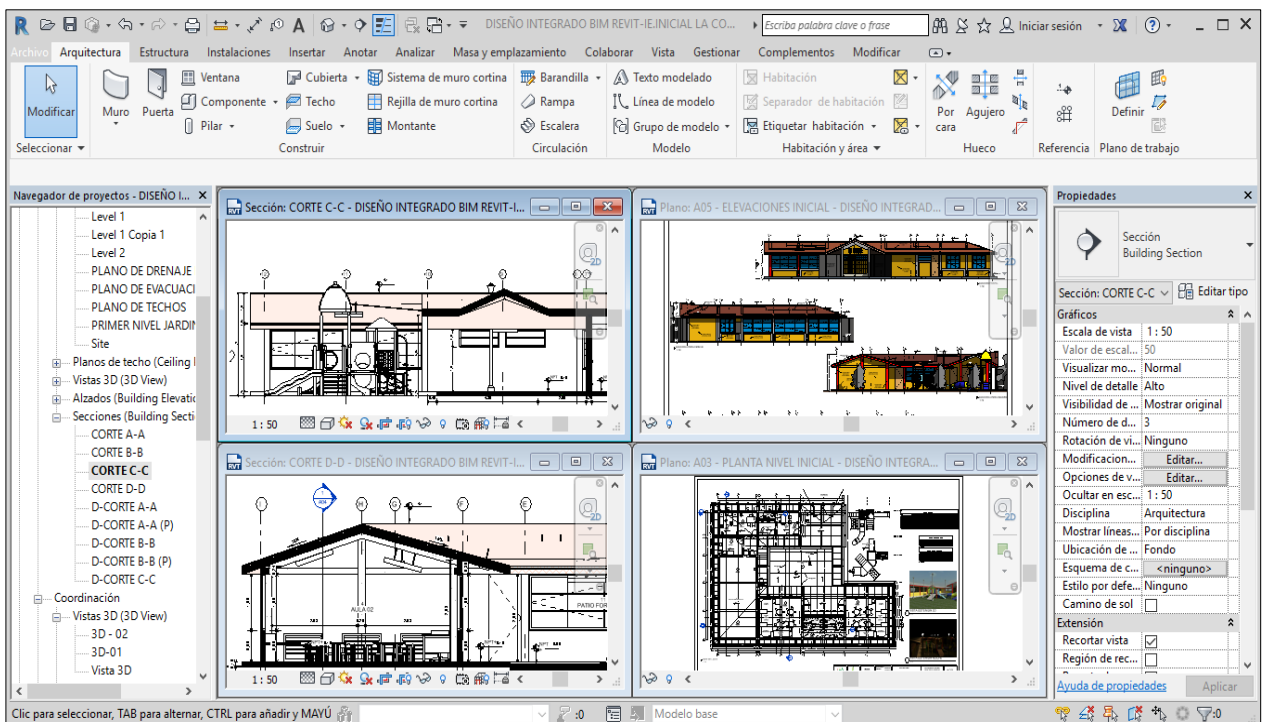 DISEÑO INTEGRADO BIM REVIT-IE.INICIAL LA CO...
Escriba palabra clave o frase
Iniciar sesión
Archivo Arquitectura Estructura Instalaciones Insertar Anotar Analizar Masa y emplazamiento Colaborar Vista Gestionar Complementos Modificar
Modificar
Muro
Puerta
Ventana
Componente
Pilar
Cubierta
Techo
Suelo
Sistema de muro cortina
Rejilla de muro cortina
Montante
Barandilla
Rampa
Escalera
Texto modelado
Línea de modelo
Grupo de modelo
Habitación
Separador de habitación
Etiquetar habitación
Por cara
Agujero
Definir
Seleccionar
Construir
Circulación
Modelo
Habitación y área
Hueco
Referencia
Plano de trabajo
Navegador de proyectos - DISEÑO I...
Level 1
Level 1 Copia 1
Level 2
PLANO DE DRENAJE
PLANO DE EVACUACI
PLANO DE TECHOS
PRIMER NIVEL JARDIN
Site
Planos de techo (Ceiling
Vistas 3D (3D View)
Alzados (Building Elevatio
Secciones (Building Secti
CORTE A-A
CORTE B-B
CORTE C-C
CORTE D-D
D-CORTE A-A
D-CORTE A-A (P)
D-CORTE B-B
D-CORTE B-B (P)
D-CORTE C-C
Coordinación
Vistas 3D (3D View)
3D - 02
3D-01
Vista 3D
Sección: CORTE C-C - DISEÑO INTEGRADO BIM REVIT-I...
2D
1 : 50
Plano: A05 - ELEVACIONES INICIAL - DISEÑO INTEGRAD...
Sección: CORTE D-D - DISEÑO INTEGRADO BIM REVIT-I...
2D
AULA 02
PATIO FOR
1 : 50
Plano: A03 - PLANTA NIVEL INICIAL - DISEÑO INTEGRA...
2D
Propiedades
Sección
Building Section
Sección: CORTE C-C
Editar tipo
Gráficos
Escala de vista 1 : 50
Valor de escal... 50
Visualizar mo... Normal
Nivel de detalle Alto
Visibilidad de ... Mostrar original
Número de d... 3
Rotación de vi... Ninguno
Modificacion... Editar...
Opciones de v... Editar...
Ocultar en esc... 1 : 50
Disciplina Arquitectura
Mostrar líneas... Por disciplina
Ubicación de ... Fondo
Esquema de c... <ninguno>
Estilo por defe... Ninguno
Camino de sol
Extensión
Recortar vista
Región de rec...
Ayuda de propiedades
Aplicar
Clic para seleccionar, TAB para alternar, CTRL para añadir y MAYÚ
:0
Modelo base
:0